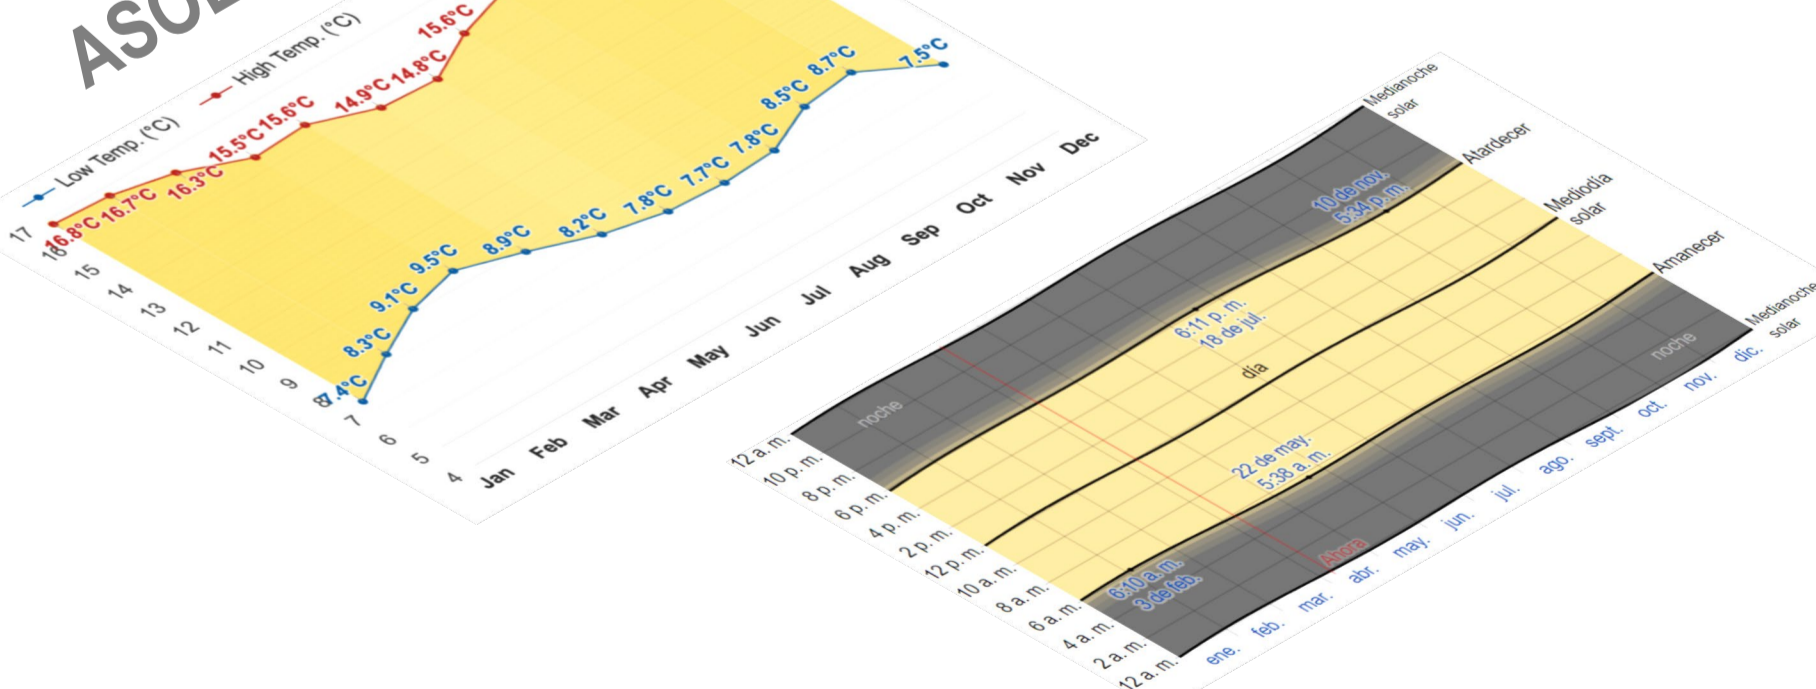 Low Temp. (°C)
High Temp. (°C)
16.8°C
16.7°C
16.3°C
15.5°C
15.6°C
14.9°C
14.8°C
15.6°C
7.4°C
8.3°C
9.1°C
9.5°C
8.9°C
8.2°C
7.8°C
7.7°C
7.8°C
8.5°C
8.7°C
7.5°C
17
16
15
14
13
12
11
10
9
8
7
6
5
4
Jan
Feb
Mar
Apr
May
Jun
Jul
Aug
Sep
Oct
Nov
Dec
Medianoche
solar
Atardecer
Mediodía
solar
Amanecer
Medianoche
solar
10 de nov.
5:34 p. m.
6:11 p. m.
18 de jul.
día
noche
noche
22 de may.
5:38 a. m.
6:10 a. m.
3 de feb.
Ahora
12 a. m.
10 p. m.
8 p. m.
6 p. m.
4 p. m.
2 p. m.
12 p. m.
10 a. m.
8 a. m.
6 a. m.
4 a. m.
2 a. m.
12 a. m.
ene.
feb.
mar.
abr.
may.
jun.
jul.
ago.
sept.
oct.
nov.
dic.